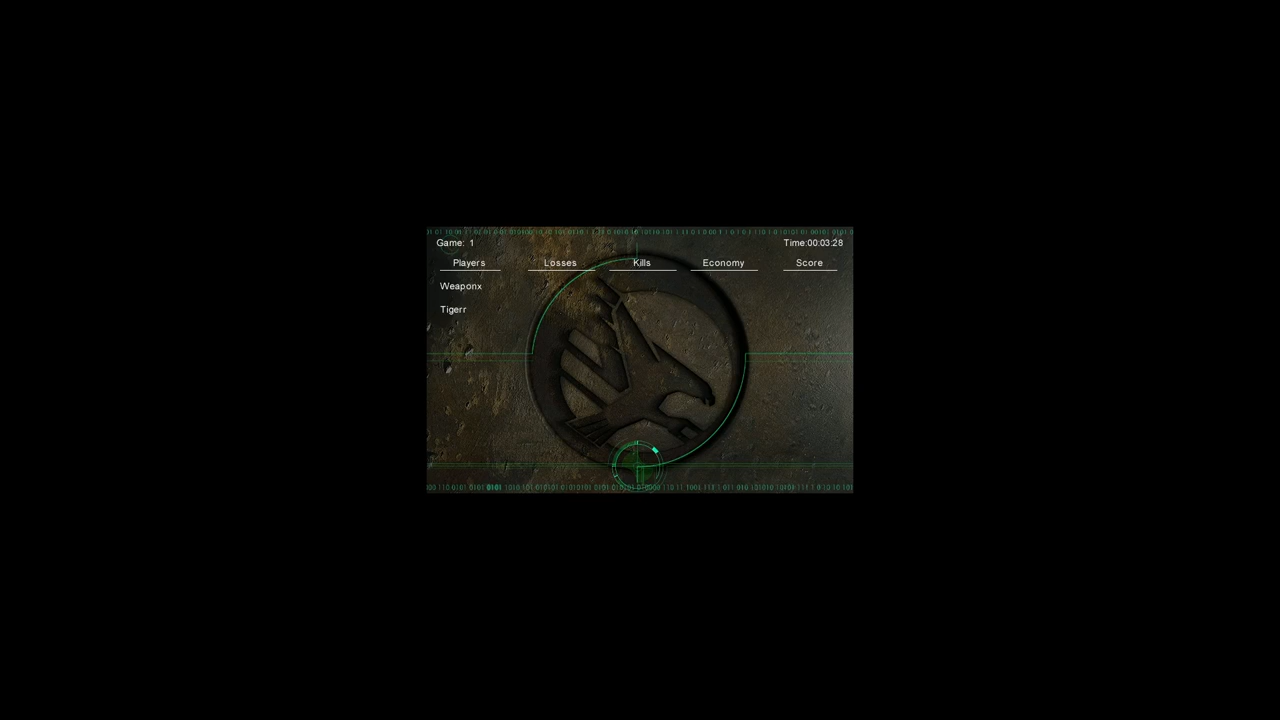 Game: 1 Time:00:03:28
Players Losses Kills Economy Score
Weaponx
Tigerr